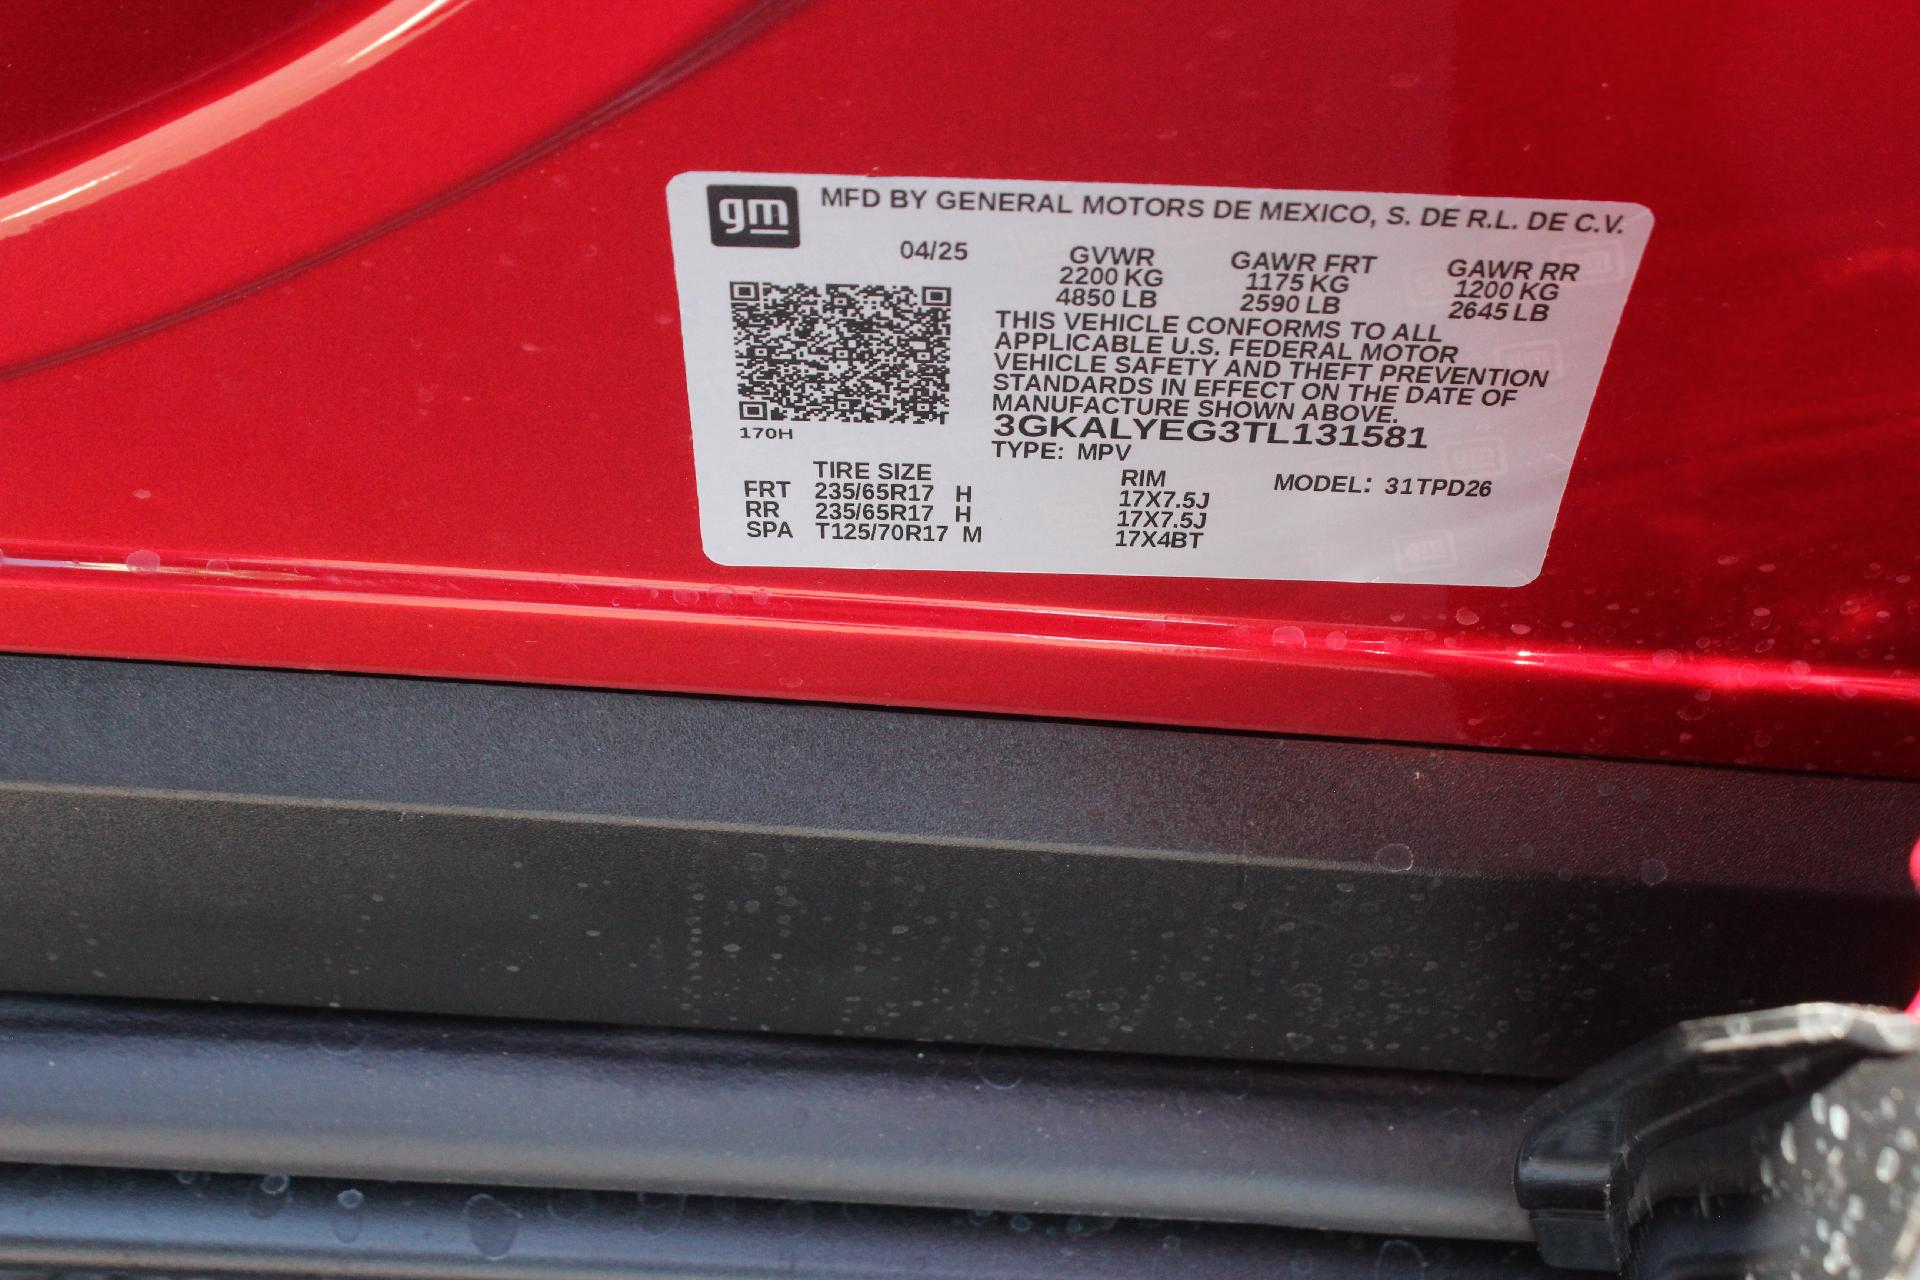 gm MFD BY GENERAL MOTORS DE MEXICO, S. DE R.L. DE C.V.
04/25 GVWR GAWR FRT GAWR RR
2200 KG 1175 KG 1200 KG
4850 LB 2590 LB 2645 LB
THIS VEHICLE CONFORMS TO ALL
APPLICABLE U.S. FEDERAL MOTOR
VEHICLE SAFETY AND THEFT PREVENTION
STANDARDS IN EFFECT ON THE DATE OF
MANUFACTURE SHOWN ABOVE.
170H 3GKALYEG3TL131581
TYPE: MPV
TIRE SIZE RIM MODEL: 31TPD26
FRT 235/65R17 H 17X7.5J
RR 235/65R17 H 17X7.5J
SPA T125/70R17 M 17X4BT